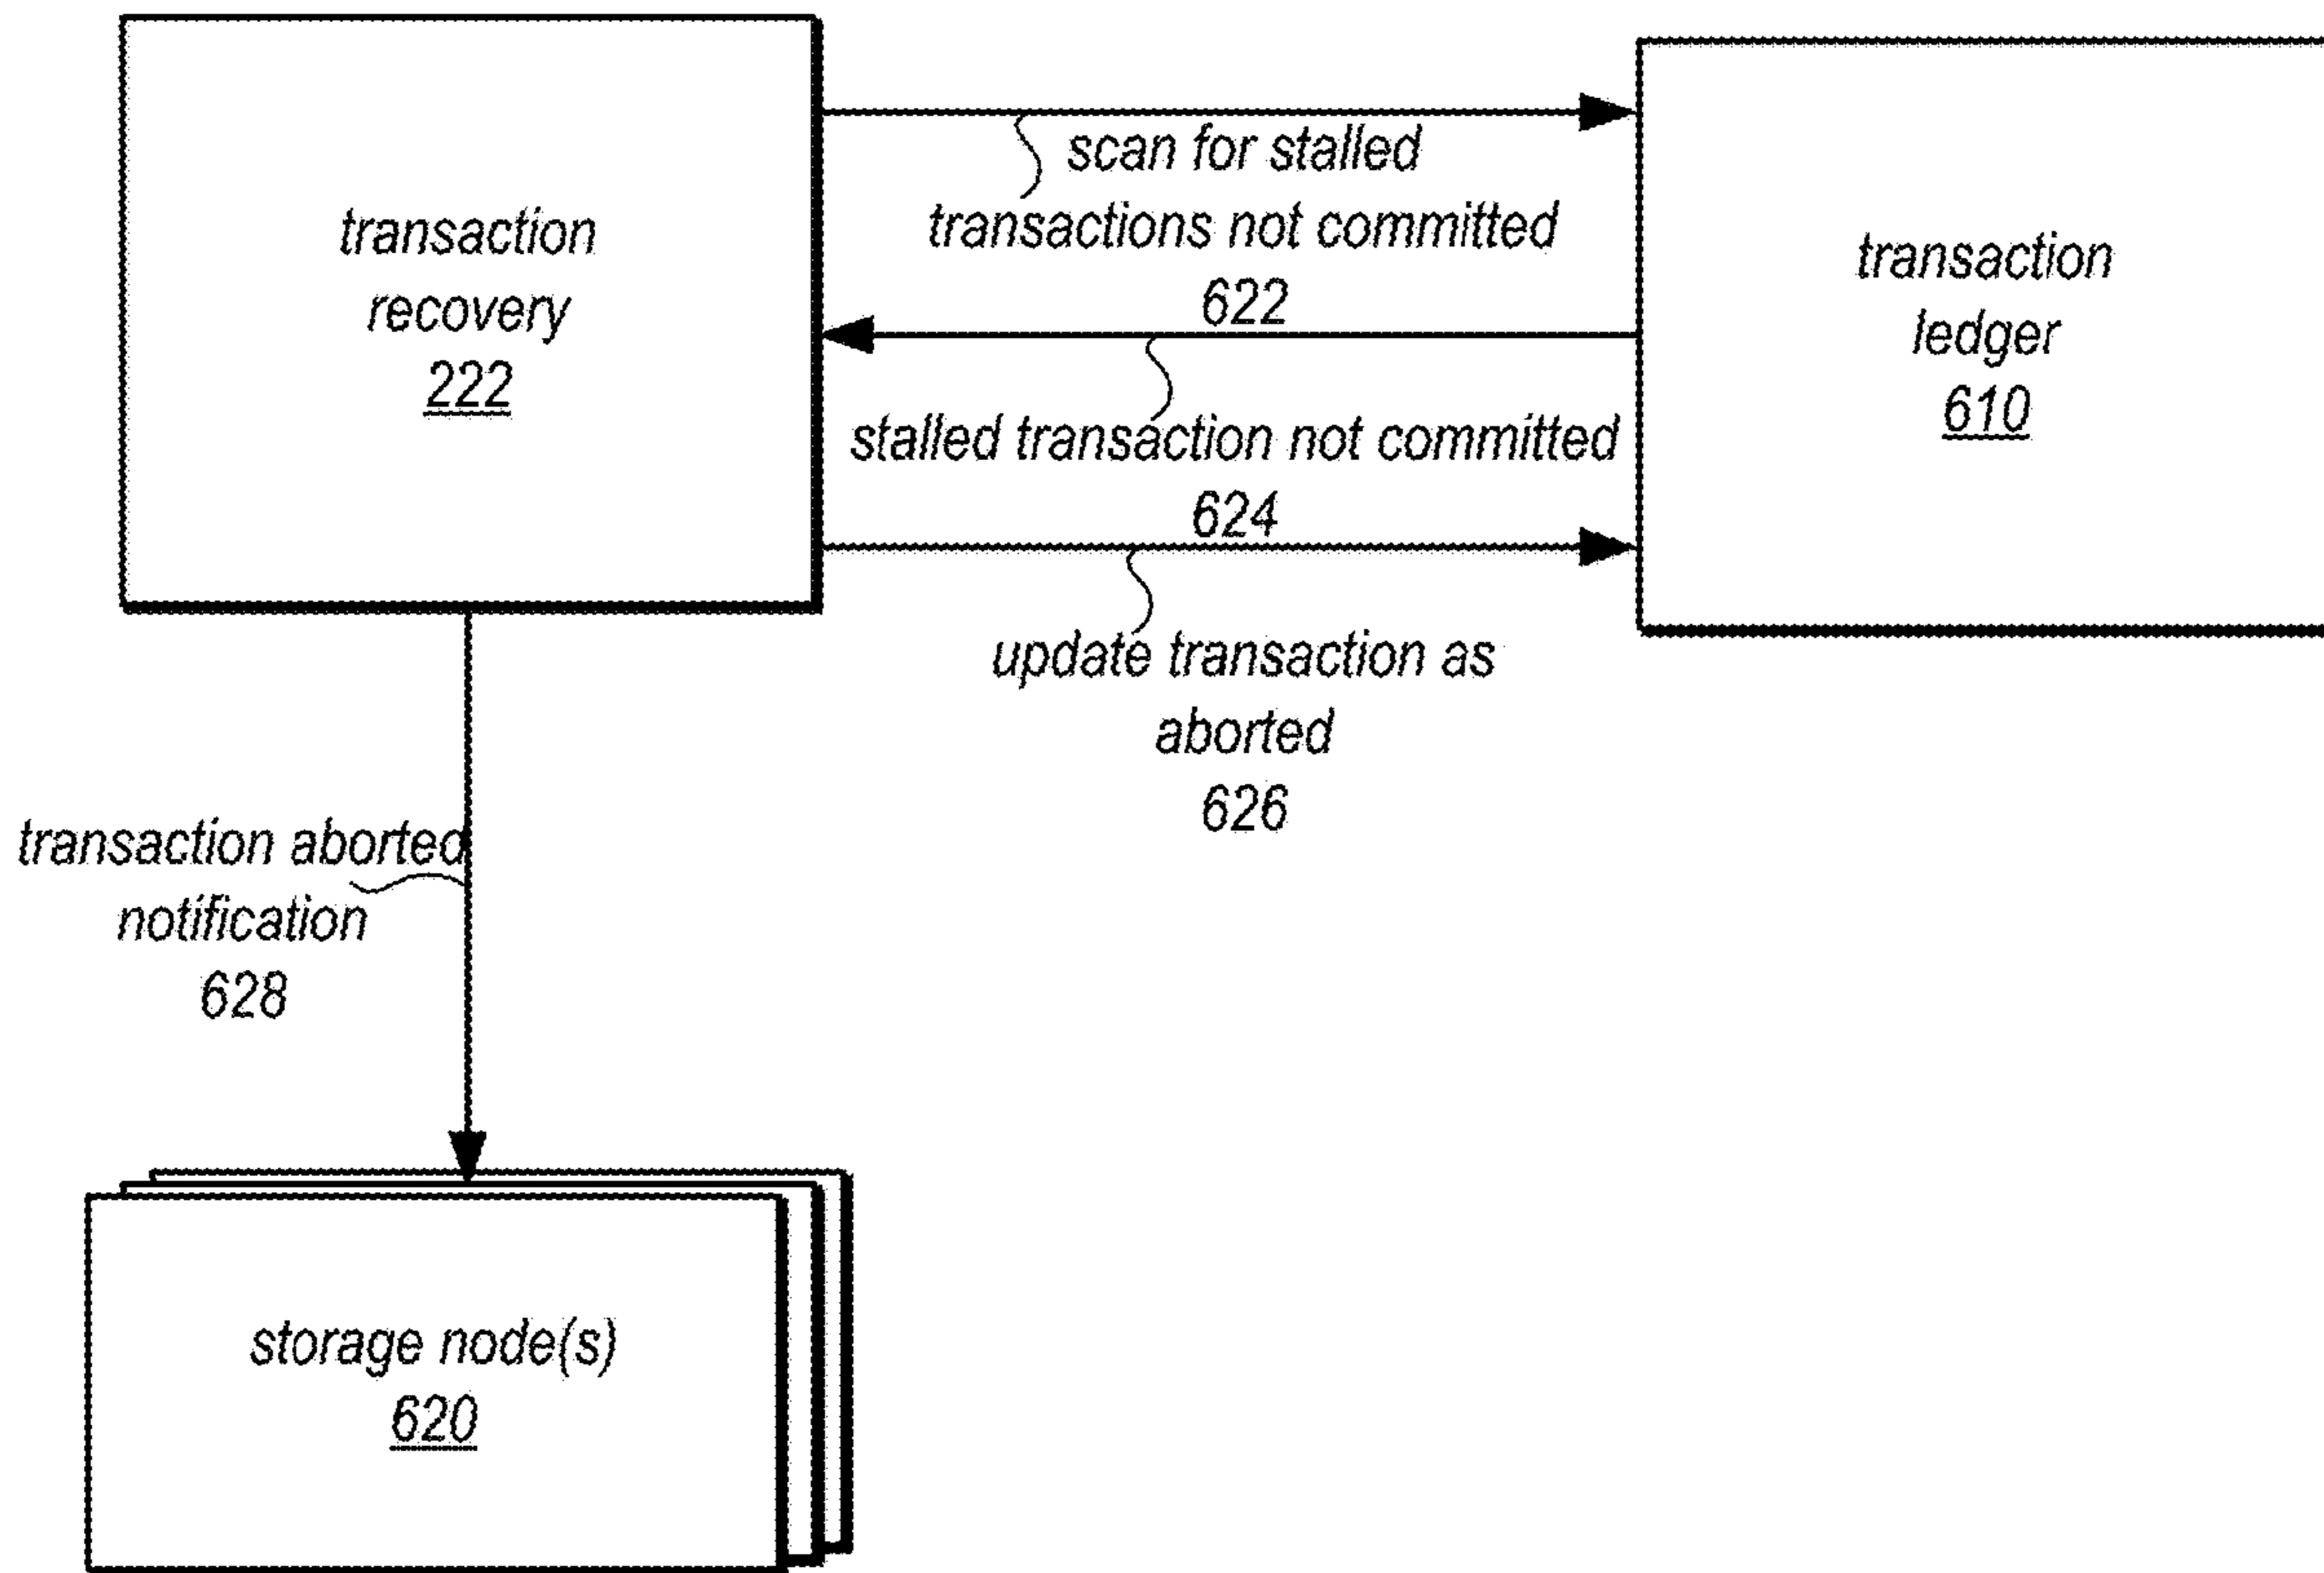 transaction
recovery
222
scan for stalled
transactions not committed
622
stalled transaction not committed
624
update transaction as
aborted
626
transaction
ledger
610
transaction aborted
notification
628
storage node(s)
620